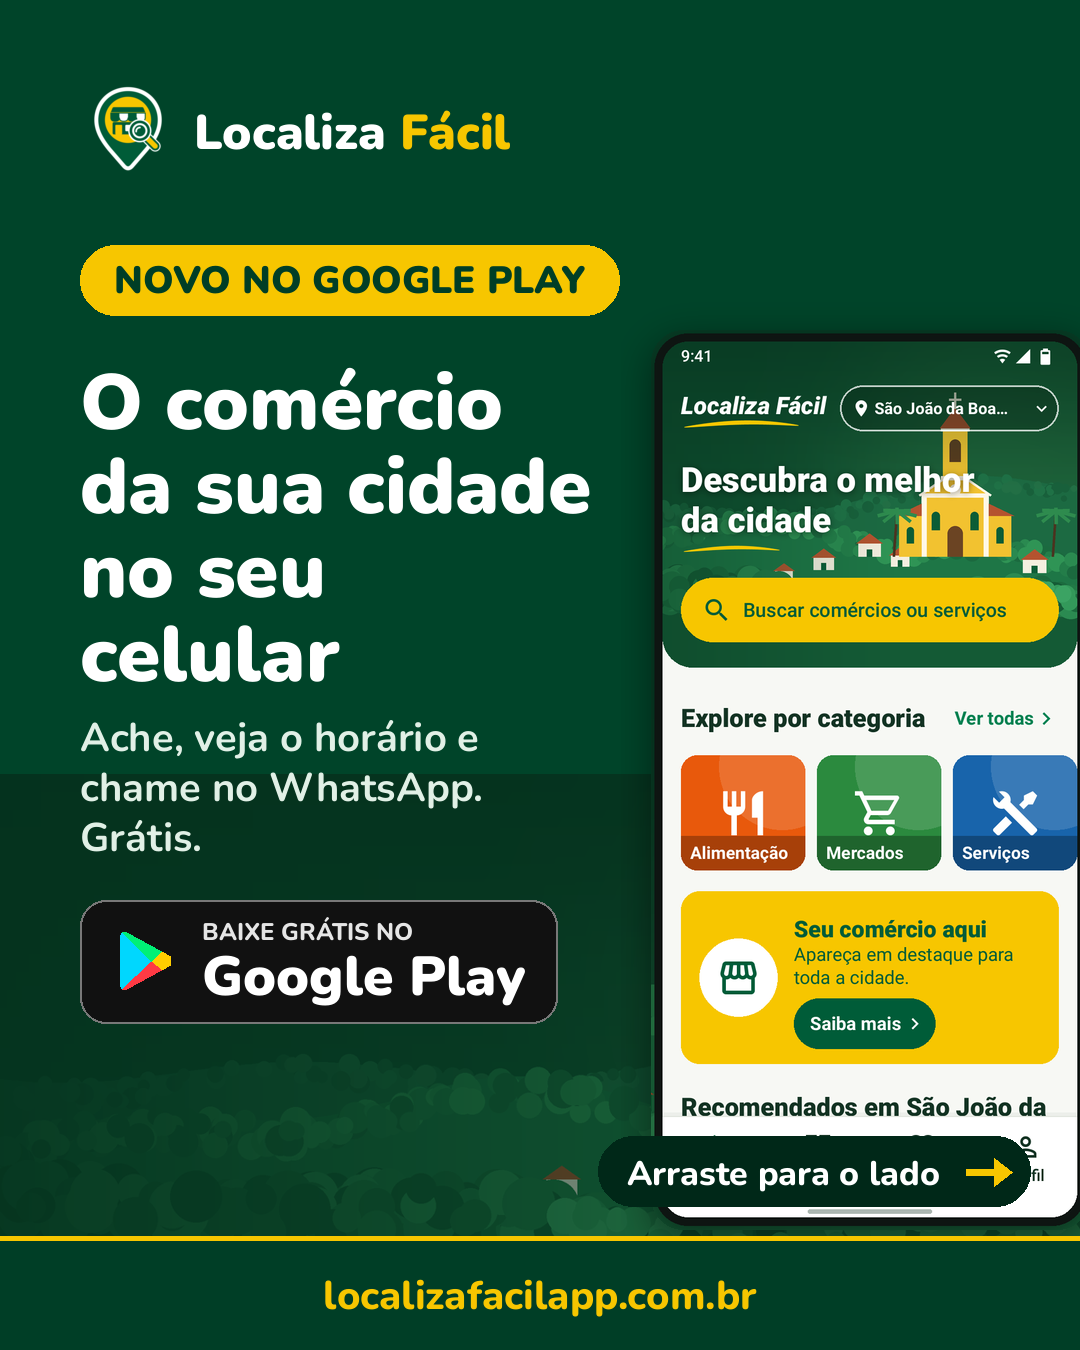 Localiza Fácil
NOVO NO GOOGLE PLAY
O comércio
da sua cidade
no seu
celular
Ache, veja o horário e
chame no WhatsApp.
Grátis.
BAIXE GRÁTIS NO
Google Play
9:41
Localiza Fácil
São João da Boa...
Descubra o melhor
da cidade
Buscar comércios ou serviços
Explore por categoria
Ver todas
Alimentação
Mercados
Serviços
Seu comércio aqui
Apareça em destaque para
toda a cidade.
Saiba mais
Recomendados em São João da
Arraste para o lado
localizafacilapp.com.br